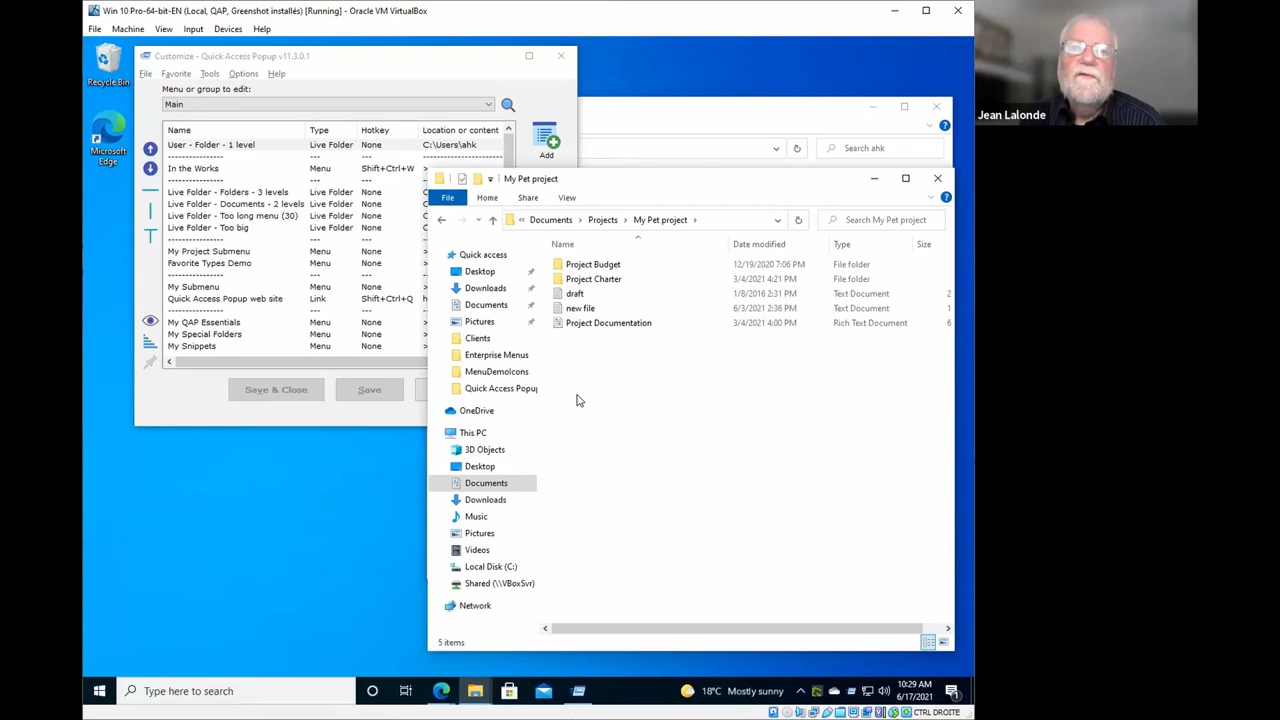 Win 10 Pro-64-bit-EN (Local, QAP, Greenshot installés) [Running] - Oracle VM VirtualBox
File Machine View Input Devices Help
Recycle Bin
Microsoft Edge
Customize - Quick Access Popup v11.3.0.1
File Favorite Tools Options Help
Menu or group to edit:
Main
Name Type Hotkey Location or content
User - Folder - 1 level Live Folder None C:\Users\ahk
---------------- --- --- --------------------
In the Works Menu Shift+Ctrl+W >
---------------- --- --- --------------------
Live Folder - Folders - 3 levels Live Folder None C:\Users\ahk
Live Folder - Documents - 2 levels Live Folder None
Live Folder - Too long menu (30) Live Folder None
Live Folder - Too big Live Folder None
---------------- --- ---
My Project Submenu Menu None >
Favorite Types Demo Menu None >
---------------- --- ---
My Submenu Menu None >
Quick Access Popup web site Link Shift+Ctrl+Q h
---------------- --- ---
My QAP Essentials Menu None >
My Special Folders Menu None >
My Snippets Menu None >
Add
Save & Close Save
Search ahk
My Pet project
File Home Share View
« Documents > Projects > My Pet project >
Search My Pet project
Name Date modified Type Size
Project Budget 12/19/2020 7:06 PM File folder
Project Charter 3/4/2021 4:21 PM File folder
draft 1/8/2016 2:31 PM Text Document 2
new file 6/3/2021 2:36 PM Text Document 1
Project Documentation 3/4/2021 4:00 PM Rich Text Document 6
Quick access
Desktop
Downloads
Documents
Pictures
Clients
Enterprise Menus
MenuDemoIcons
Quick Access Popup
OneDrive
This PC
3D Objects
Desktop
Documents
Downloads
Music
Pictures
Videos
Local Disk (C:)
Shared (\\VBoxSvr)
Network
5 items
Jean Lalonde
Type here to search
18°C Mostly sunny
10:29 AM
6/17/2021
CTRL DROITE